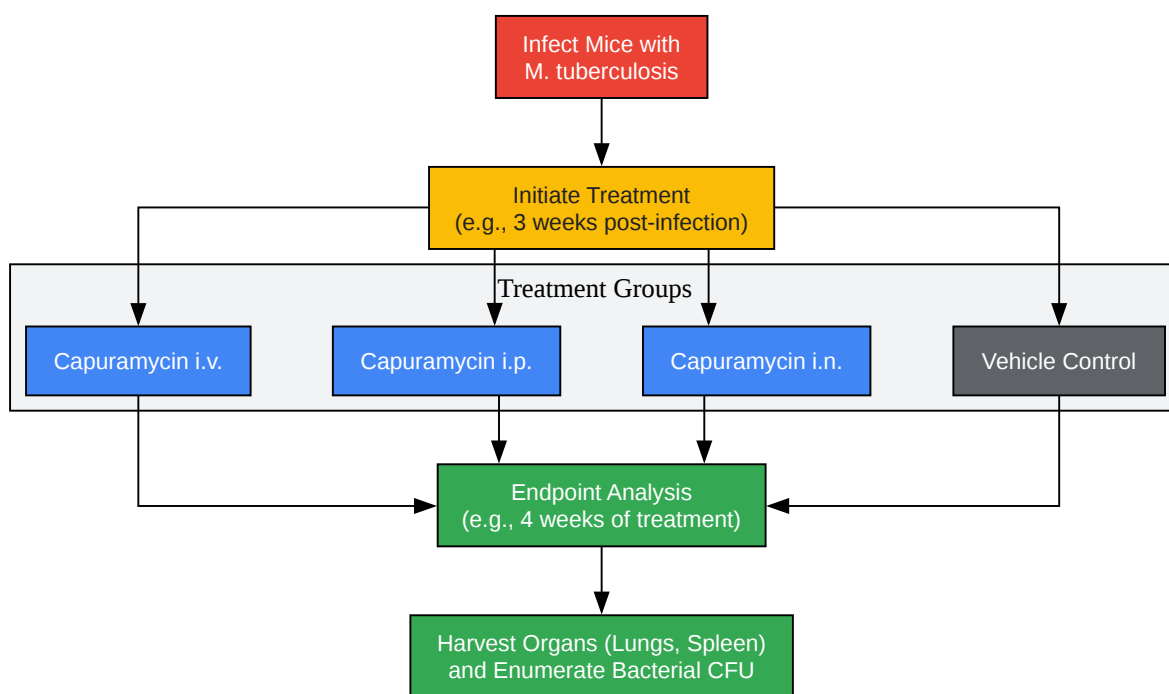 Infect Mice with
M. tuberculosis
Initiate Treatment
(e.g., 3 weeks post-infection)
Treatment Groups
Capuramycin i.v.
Capuramycin i.p.
Capuramycin i.n.
Vehicle Control
Endpoint Analysis
(e.g., 4 weeks of treatment)
Harvest Organs (Lungs, Spleen)
and Enumerate Bacterial CFU